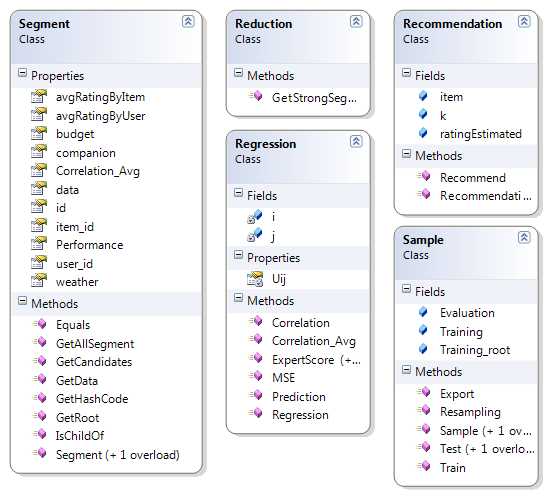 Segment
Class
Properties
avgRatingByItem
avgRatingByUser
budget
companion
Correlation_Avg
data
id
item_id
Performance
user_id
weather
Methods
Equals
GetAllSegment
GetCandidates
GetData
GetHashCode
GetRoot
IsChildOf
Segment (+ 1 overload)
Reduction
Class
Methods
GetStrongSeg...
Regression
Class
Fields
i
j
Properties
Uij
Methods
Correlation
Correlation_Avg
ExpertScore (+...
MSE
Prediction
Regression
Recommendation
Class
Fields
item
k
ratingEstimated
Methods
Recommend
Recommendati...
Sample
Class
Fields
Evaluation
Training
Training_root
Methods
Export
Resampling
Sample (+ 1 ov...
Test (+ 1 overl...
Train